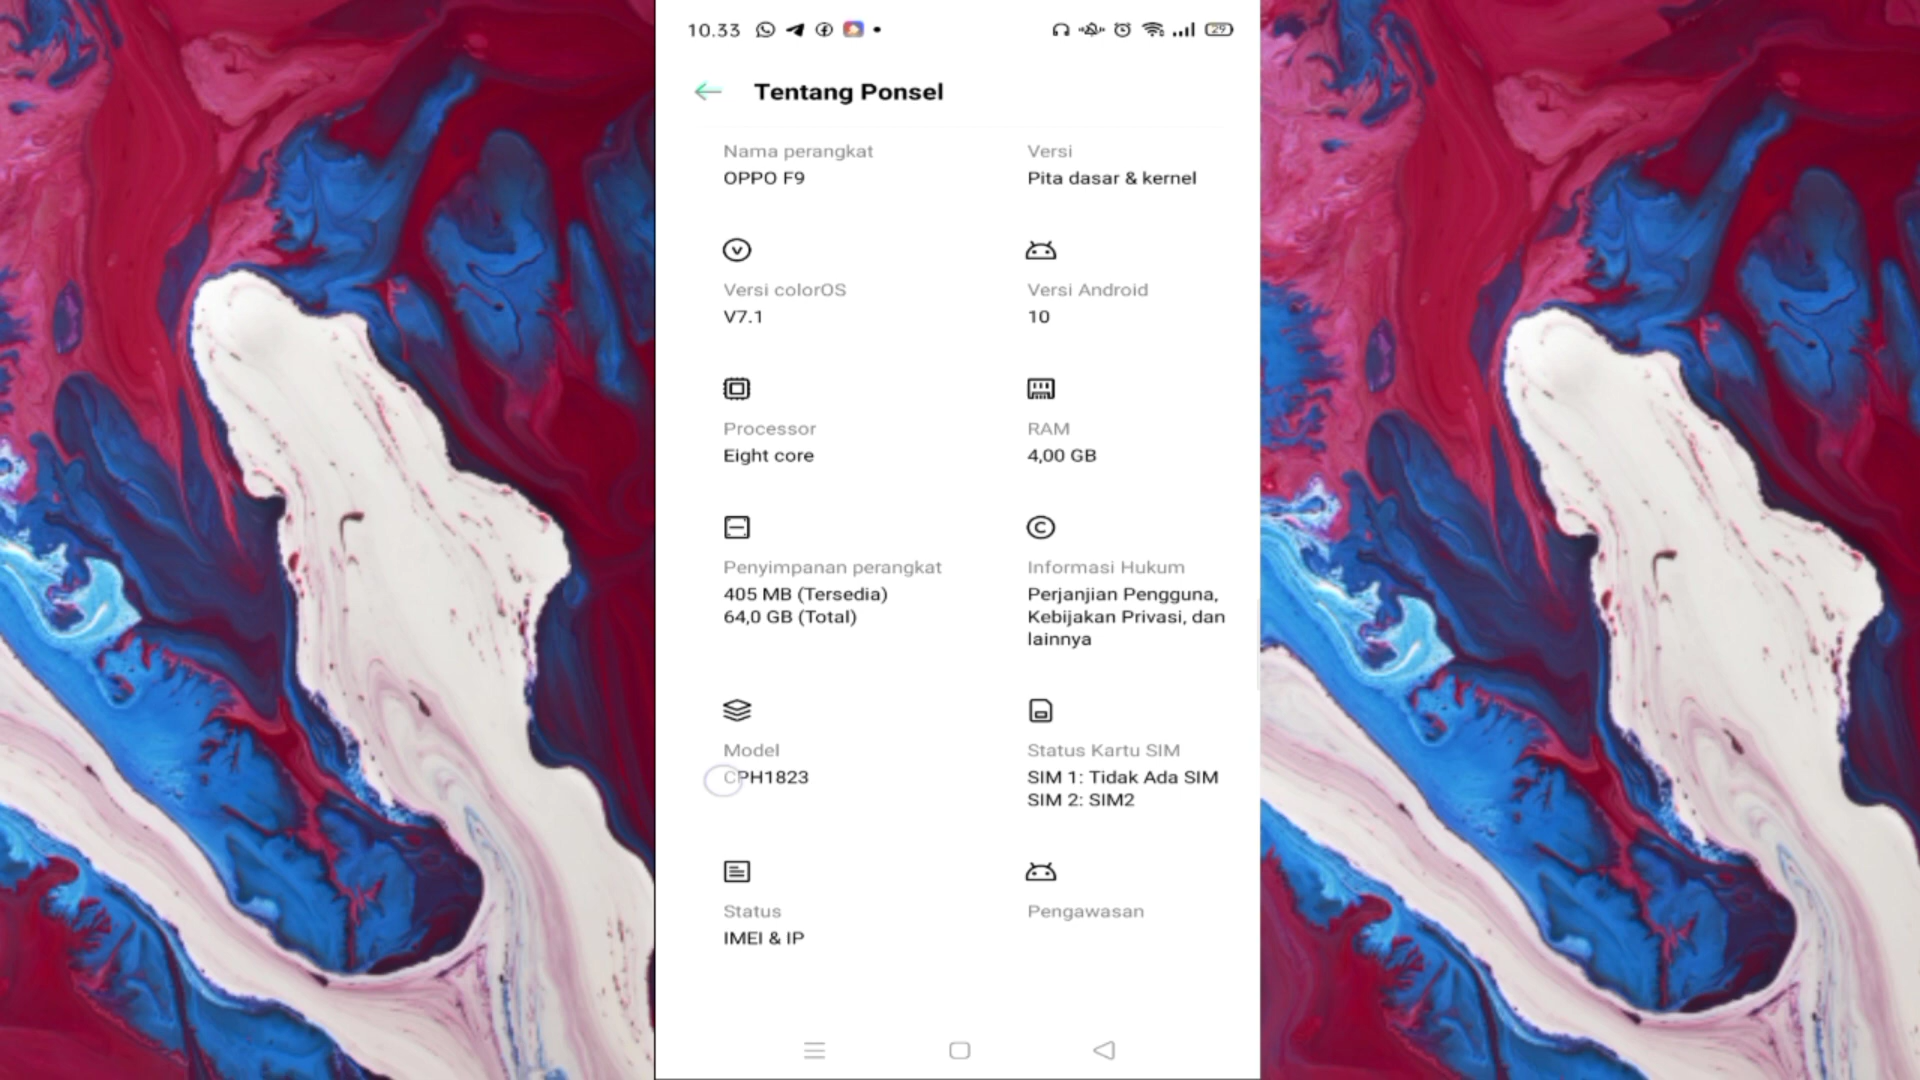 10.33
29
Tentang Ponsel
Nama perangkat
OPPO F9
Versi
Pita dasar & kernel
Versi colorOS
V7.1
Versi Android
10
Processor
Eight core
RAM
4,00 GB
Penyimpanan perangkat
405 MB (Tersedia)
64,0 GB (Total)
Informasi Hukum
Perjanjian Pengguna,
Kebijakan Privasi, dan
lainnya
Model
CPH1823
Status Kartu SIM
SIM 1: Tidak Ada SIM
SIM 2: SIM2
Status
IMEI & IP
Pengawasan